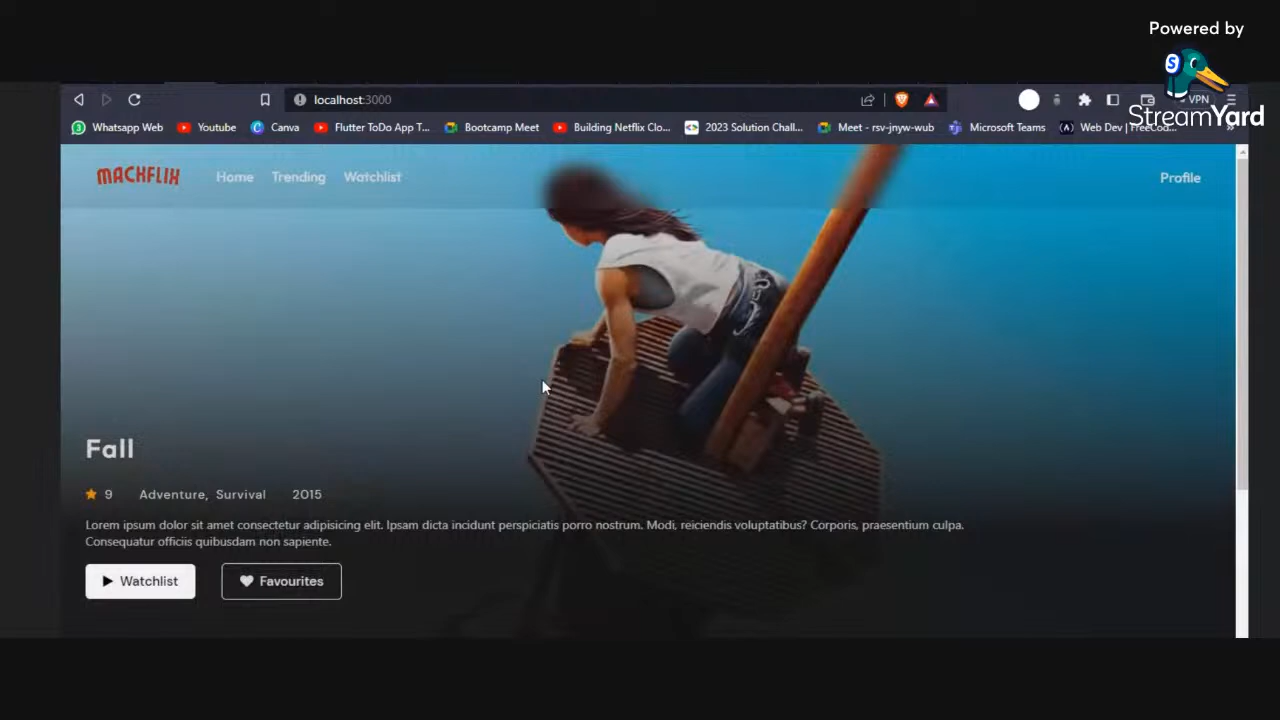 Powered by
S
StreamYard
localhost:3000
VPN
Whatsapp Web
Youtube
Canva
Flutter ToDo App T...
Bootcamp Meet
Building Netflix Clo...
2023 Solution Chall...
Meet - rsv-jnyw-wub
Microsoft Teams
Web Dev | FreeCod...
MACHFLIX
Home
Trending
Watchlist
Profile
Fall
9 Adventure, Survival 2015
Lorem ipsum dolor sit amet consectetur adipisicing elit. Ipsam dicta incidunt perspiciatis porro nostrum. Modi, reiciendis voluptatibus? Corporis, praesentium culpa.
Consequatur officiis quibusdam non sapiente.
Watchlist
Favourites